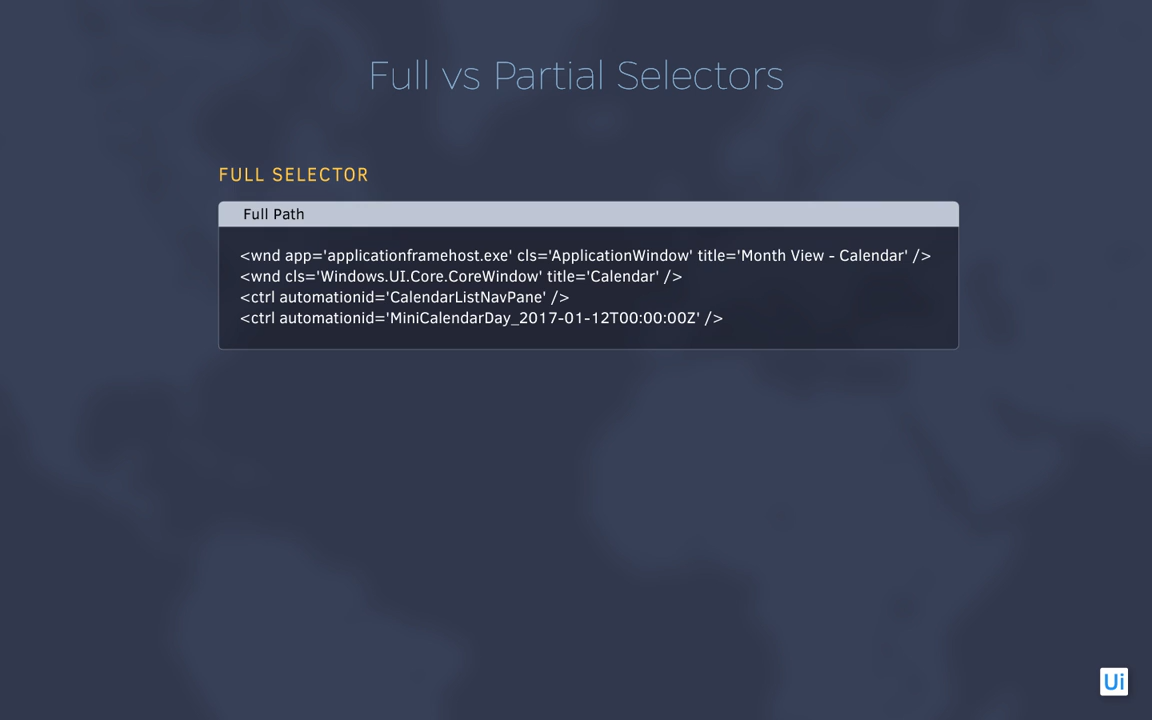 Full vs Partial Selectors
FULL SELECTOR
Full Path
<wnd app='applicationframehost.exe' cls='ApplicationWindow' title='Month View - Calendar' />
<wnd cls='Windows.UI.Core.CoreWindow' title='Calendar' />
<ctrl automationid='CalendarListNavPane' />
<ctrl automationid='MiniCalendarDay_2017-01-12T00:00:00Z' />
Ui